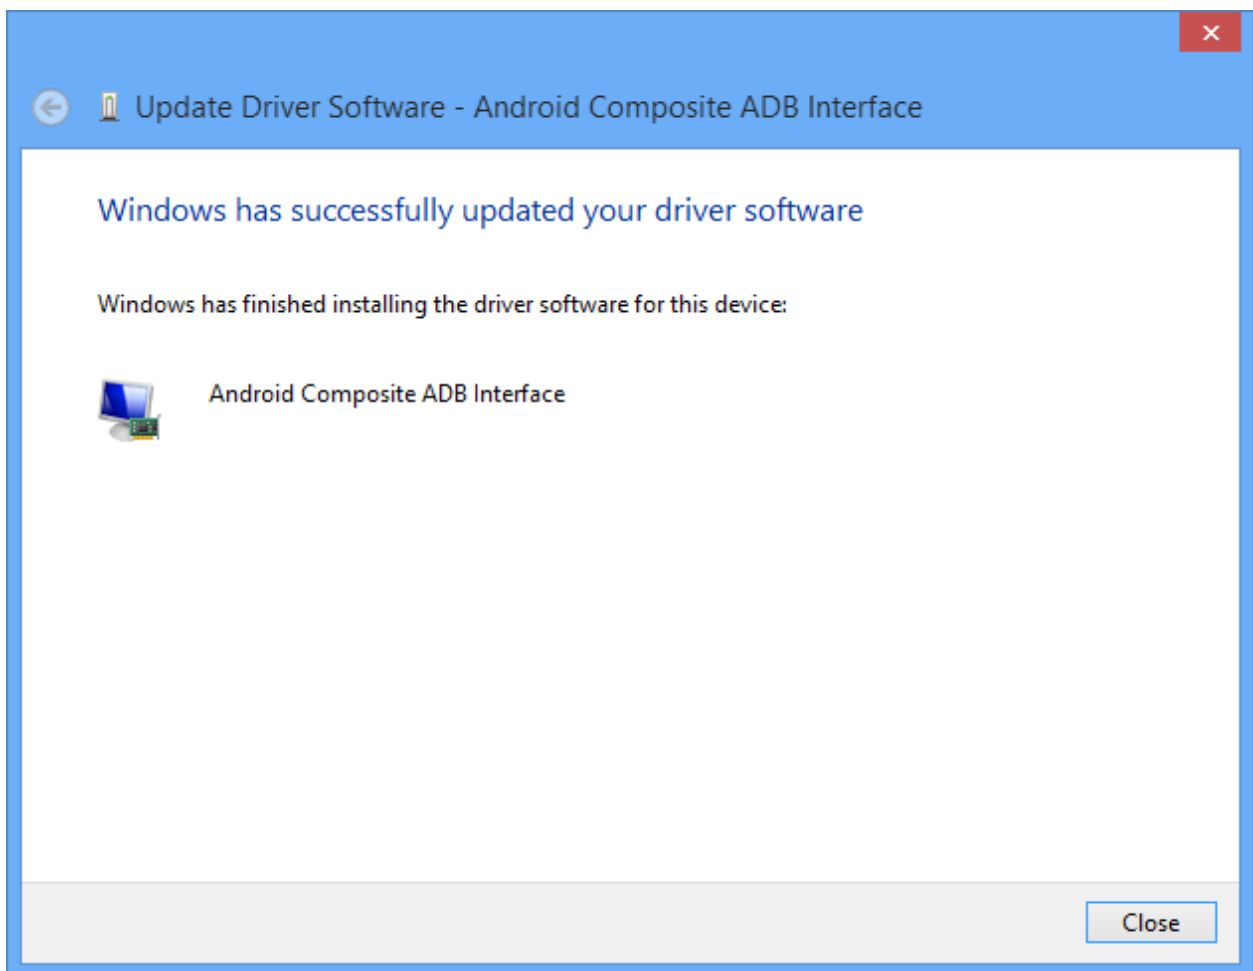 Update Driver Software - Android Composite ADB Interface
Windows has successfully updated your driver software
Windows has finished installing the driver software for this device:
Android Composite ADB Interface
Close